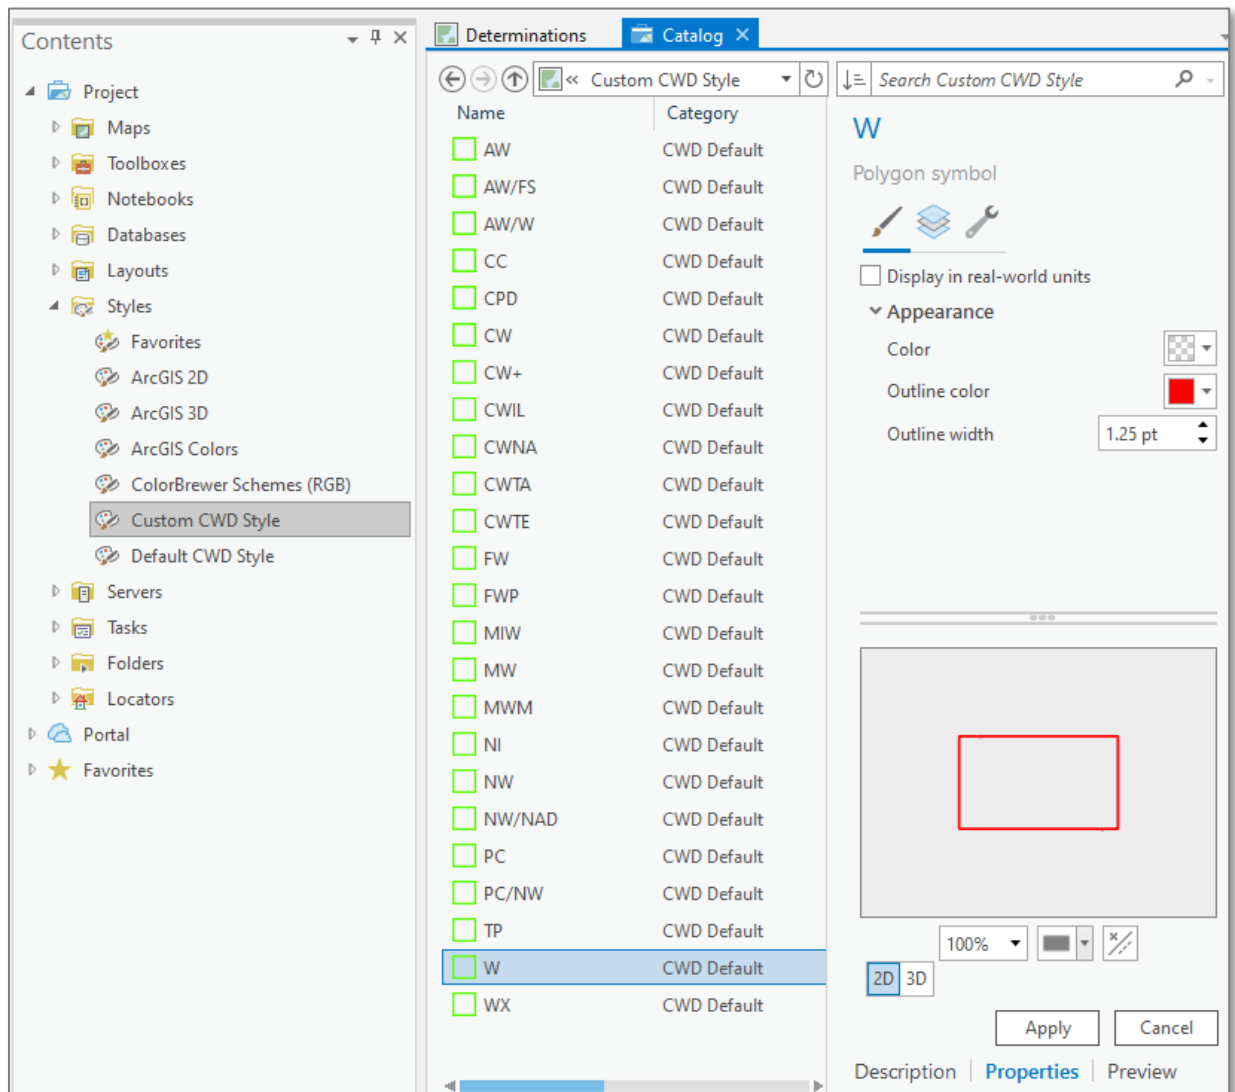 Contents
Project
Maps
Toolboxes
Notebooks
Databases
Layouts
Styles
Favorites
ArcGIS 2D
ArcGIS 3D
ArcGIS Colors
ColorBrewer Schemes (RGB)
Custom CWD Style
Default CWD Style
Servers
Tasks
Folders
Locators
Portal
Favorites
Determinations Catalog
Custom CWD Style
Name Category
AW CWD Default
AW/FS CWD Default
AW/W CWD Default
CC CWD Default
CPD CWD Default
CW CWD Default
CW+ CWD Default
CWIL CWD Default
CWNA CWD Default
CWTA CWD Default
CWTE CWD Default
FW CWD Default
FWP CWD Default
MIW CWD Default
MW CWD Default
MWM CWD Default
NI CWD Default
NW CWD Default
NW/NAD CWD Default
PC CWD Default
PC/NW CWD Default
TP CWD Default
W CWD Default
WX CWD Default
Search Custom CWD Style
W
Polygon symbol
Display in real-world units
Appearance
Color
Outline color
Outline width 1.25 pt
100%
2D 3D
Apply Cancel
Description Properties Preview